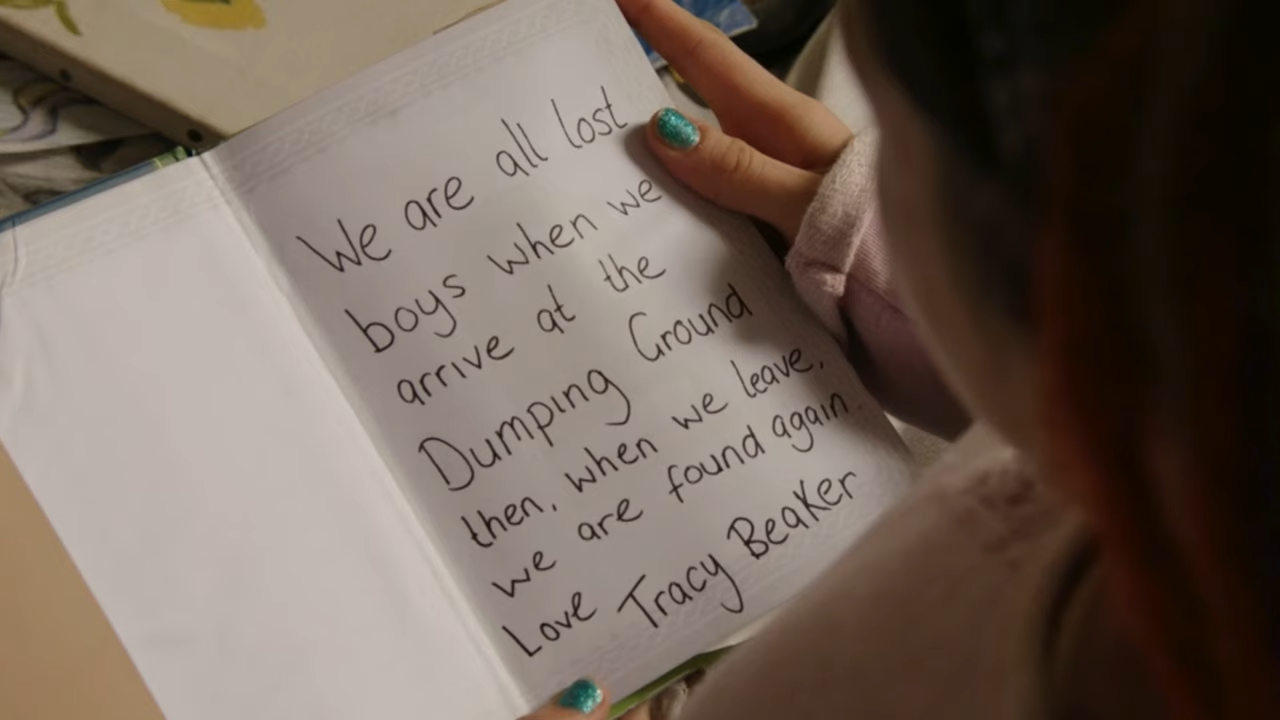 We are all lost
boys when we
arrive at the
Dumping Ground
then, when we leave,
we are found again.
Love Tracy Beaker